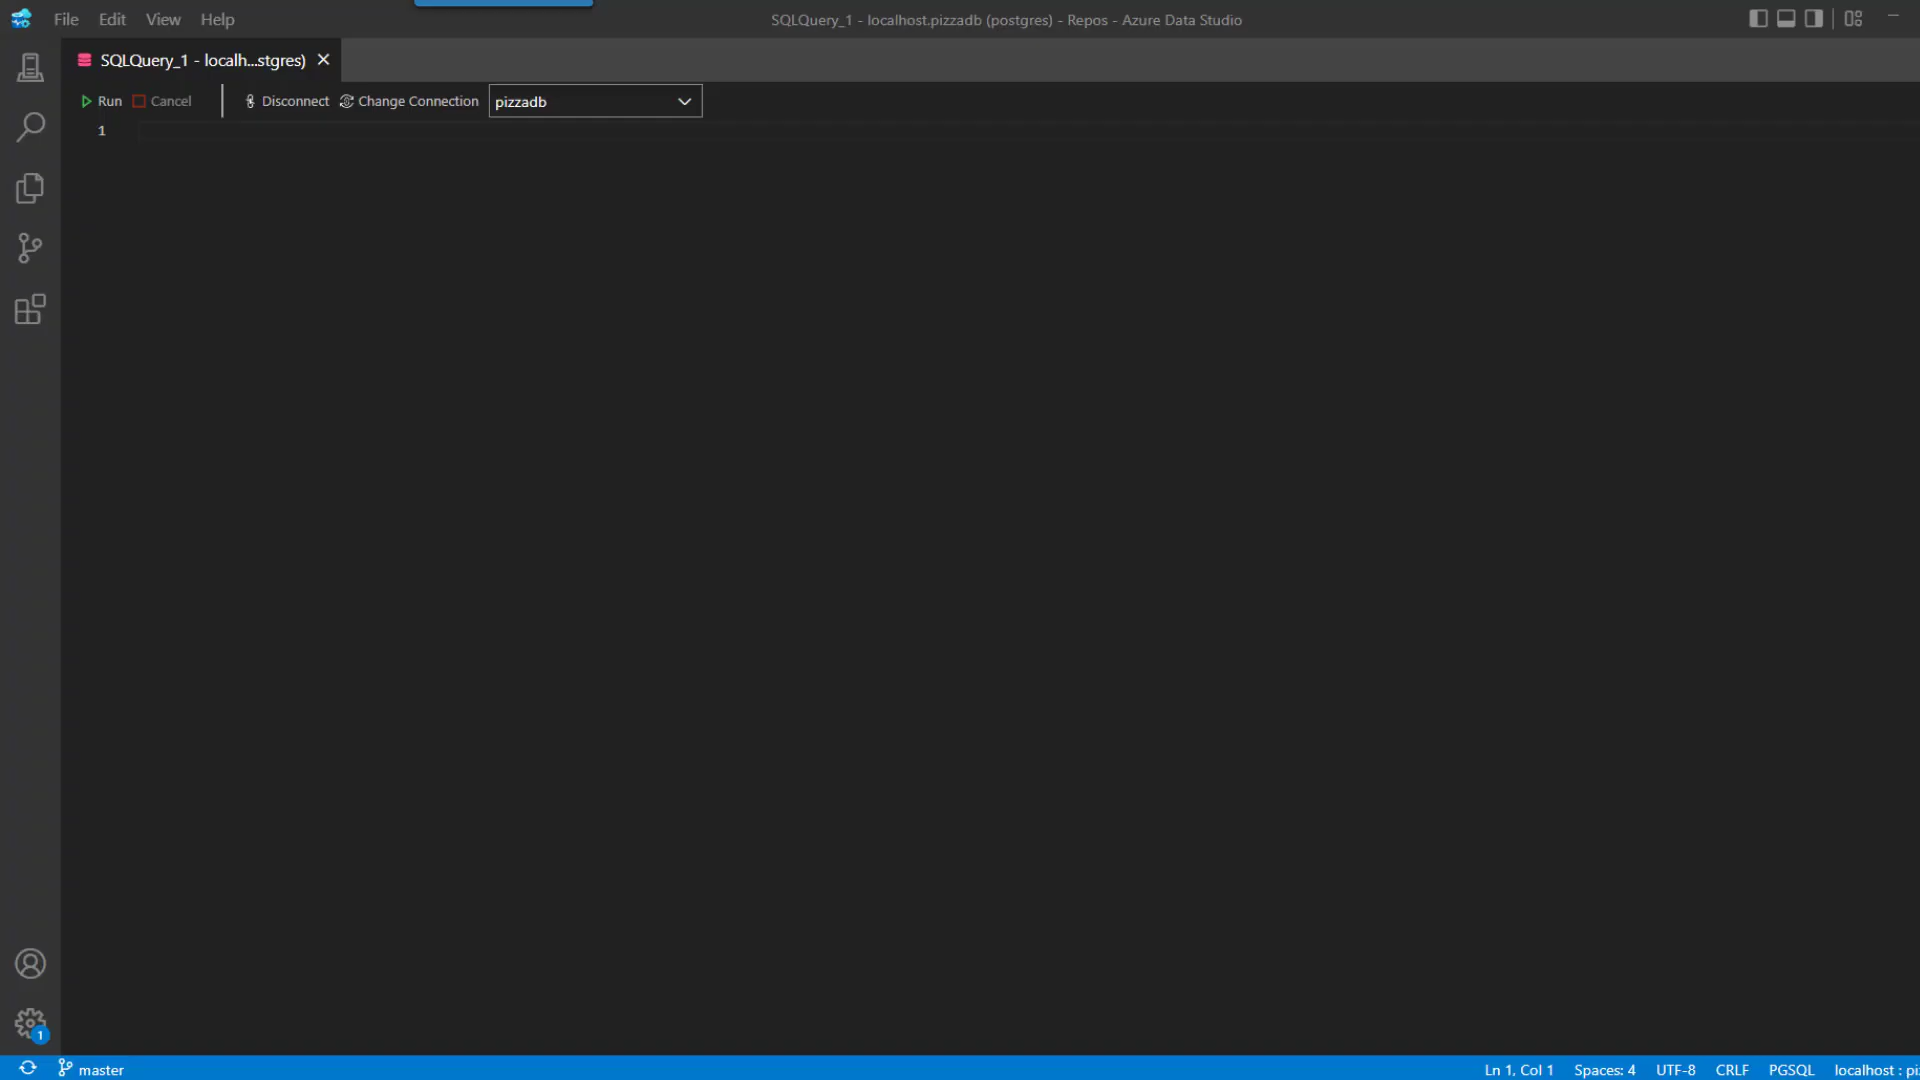 File Edit View Help
SQLQuery_1 - localhost.pizzadb (postgres) - Repos - Azure Data Studio
SQLQuery_1 - localh...stgres)
Run Cancel Disconnect Change Connection pizzadb
1
1
master Ln 1, Col 1 Spaces: 4 UTF-8 CRLF PGSQL localhost : pi